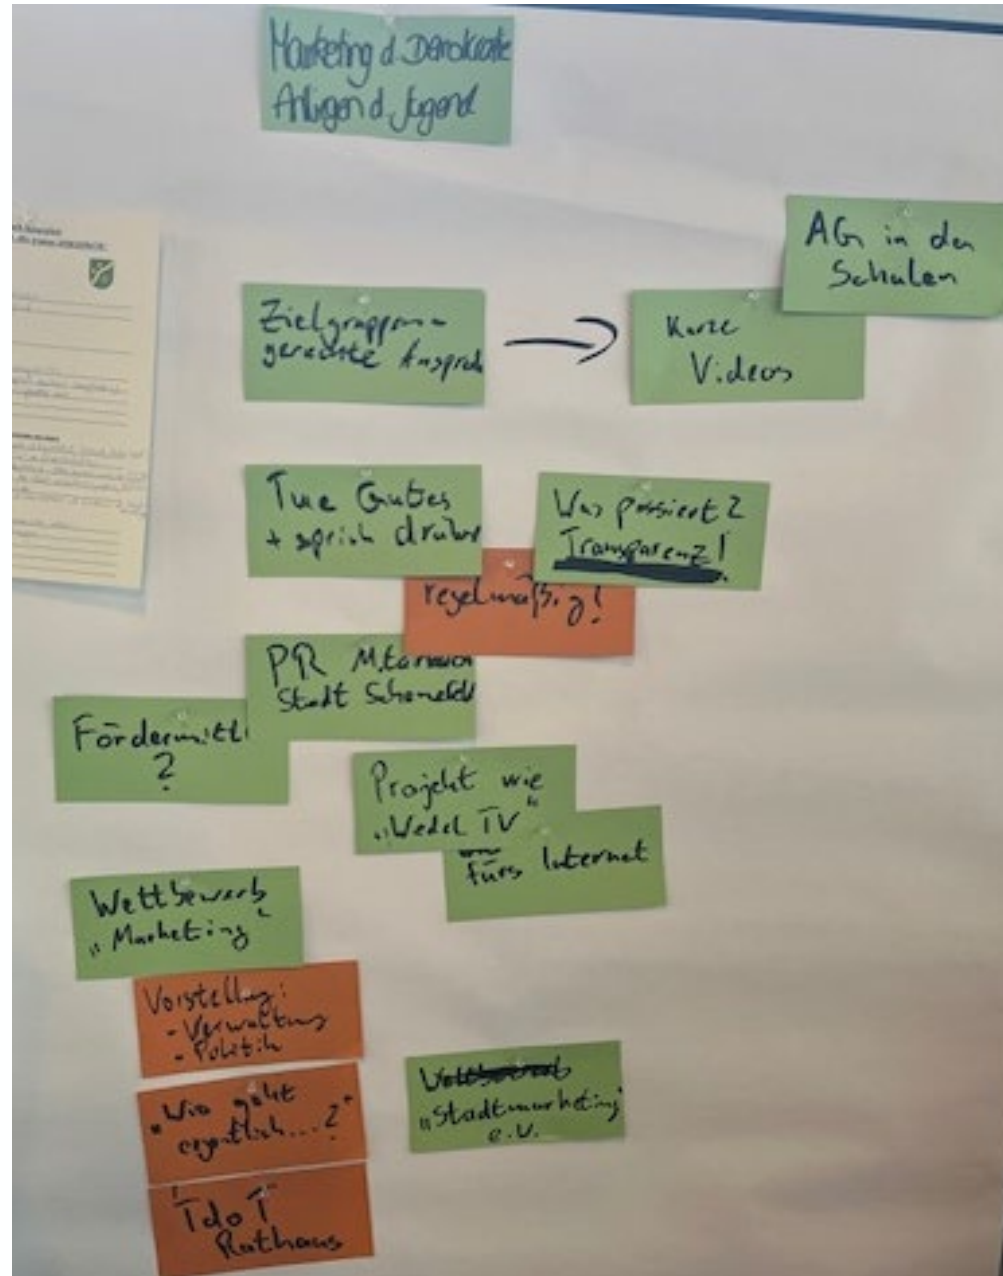 Marketing d. Demokratie
Anliegen d. Jugend
AG in den
Schulen
Zielgruppen-
gerechte Ansprache
Kurze
Videos
Tue Gutes
+ sprich drüber
Was passiert?
Transparenz!
regelmäßig!
PR Mitarbeiter
Stadt Schenefeld
Fördermittel
?
Projekt wie
„Wedel TV“
fürs Internet
Wettbewerb
„Marketing“
Vorstellung:
- Verwaltung
- Politik
„Wie geht
eigentlich...?“
TdoT
Rathaus
„Stadtmarketing“
e.V.